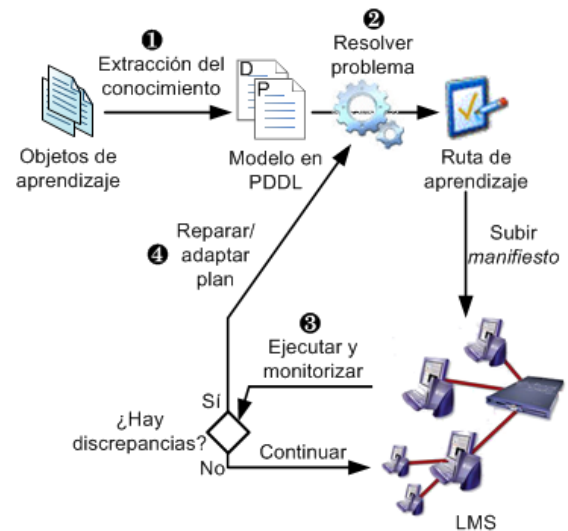 ❶
Extracción del
conocimiento
Objetos de
aprendizaje
D
P
Modelo en
PDDL
❷
Resolver
problema
Ruta de
aprendizaje
Subir
manifiesto
❹
Reparar/
adaptar
plan
❸
Ejecutar y
monitorizar
¿Hay
discrepancias?
Sí
No
Continuar
LMS